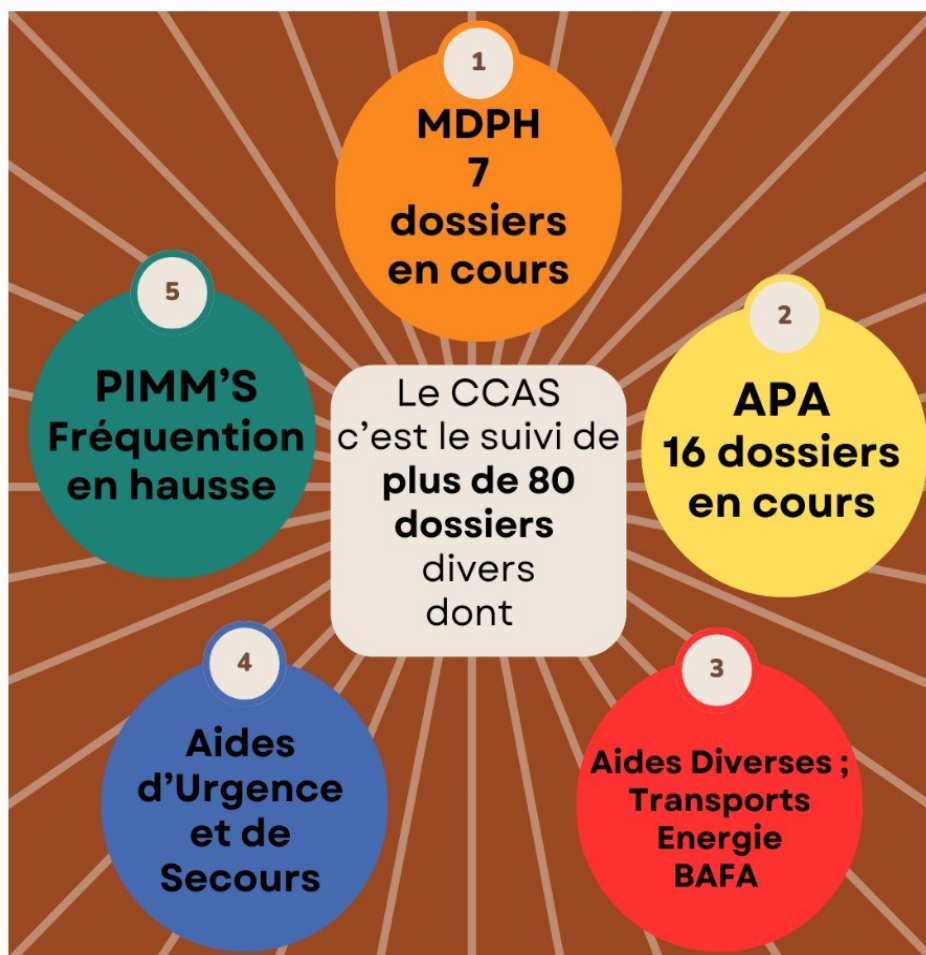 Le CCAS
c’est le suivi de
plus de 80
dossiers
divers
dont
1
MDPH
7
dossiers
en cours
2
APA
16 dossiers
en cours
3
Aides Diverses ;
Transports
Energie
BAFA
4
Aides
d’Urgence
et de
Secours
5
PIMM’S
Fréquention
en hausse